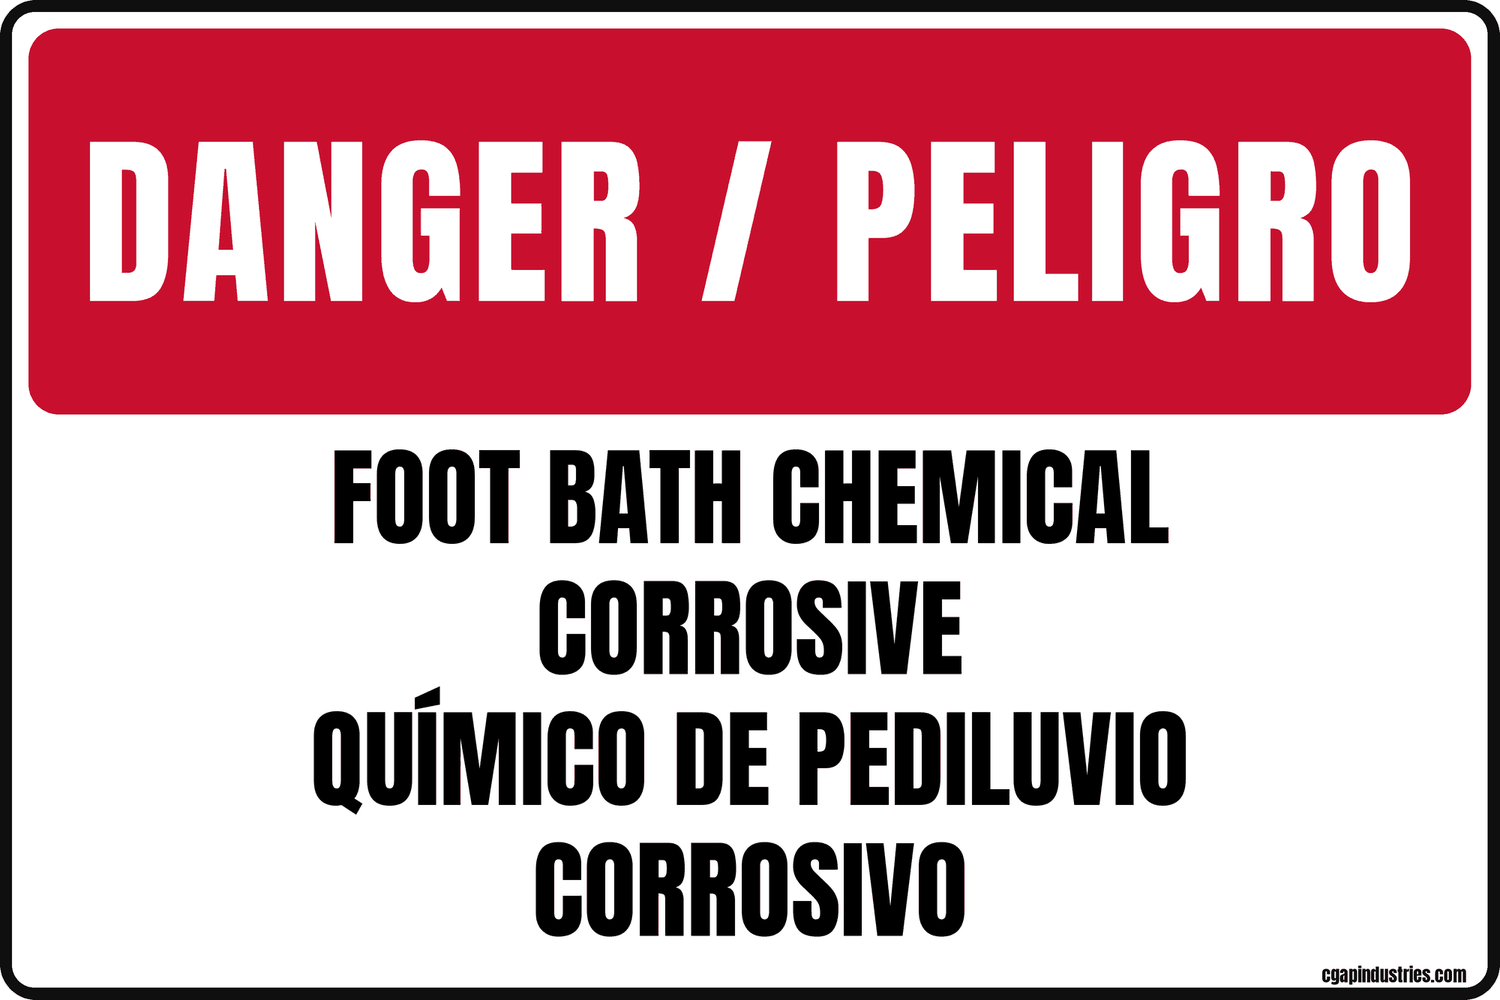 DANGER / PELIGRO
FOOT BATH CHEMICAL
CORROSIVE
QUÍMICO DE PEDILUVIO
CORROSIVO
cgapindustries.com